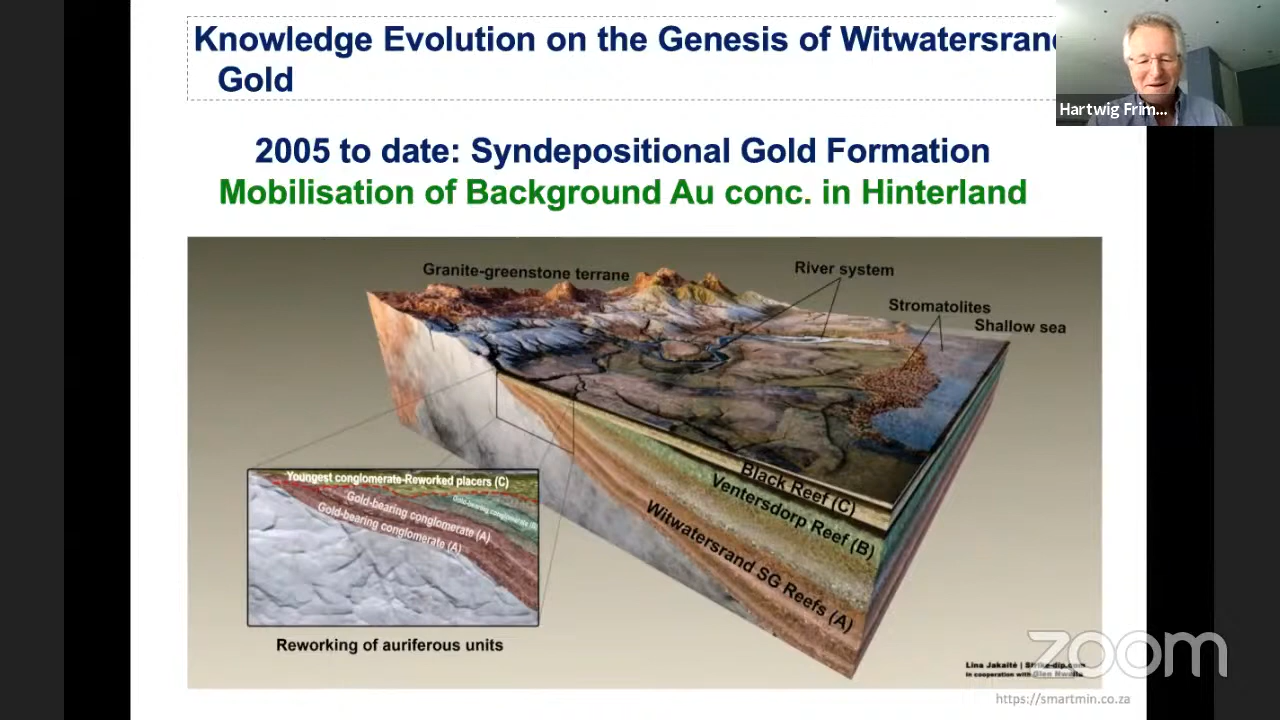 Knowledge Evolution on the Genesis of Witwatersrand
Gold
Hartwig Frim...
2005 to date: Syndepositional Gold Formation
Mobilisation of Background Au conc. in Hinterland
Granite-greenstone terrane
River system
Stromatolites
Shallow sea
Black Reef (C)
Ventersdorp Reef (B)
Witwatersrand SG Reefs (A)
Youngest conglomerate-Reworked placers (C)
Gold-bearing conglomerate (B)
Gold-bearing conglomerate (A)
Gold-bearing conglomerate (A)
Reworking of auriferous units
zoom
Lina Jakaitė | Strike-dip.com
In cooperation with Glen Nwaila
https://smartmin.co.za